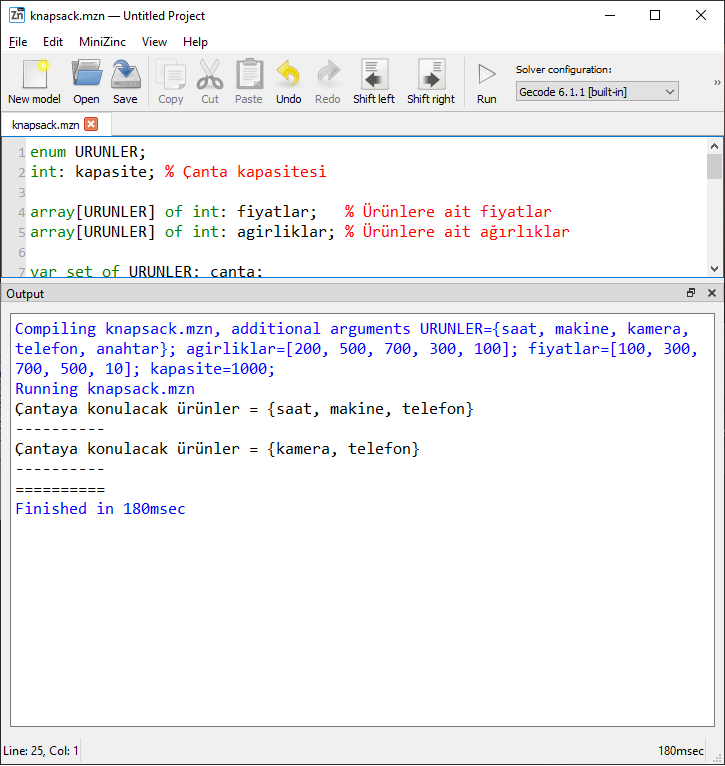 knapsack.mzn — Untitled Project
File Edit MiniZinc View Help
New model Open Save Copy Cut Paste Undo Redo Shift left Shift right Run
Solver configuration:
Gecode 6.1.1 [built-in]
knapsack.mzn
1 enum URUNLER;
2 int: kapasite; % Çanta kapasitesi
3
4 array[URUNLER] of int: fiyatlar; % Ürünlere ait fiyatlar
5 array[URUNLER] of int: agirliklar; % Ürünlere ait ağırlıklar
6
7 var set of URUNLER: canta;
Output
Compiling knapsack.mzn, additional arguments URUNLER={saat, makine, kamera,
telefon, anahtar}; agirliklar=[200, 500, 700, 300, 100]; fiyatlar=[100, 300,
700, 500, 10]; kapasite=1000;
Running knapsack.mzn
Çantaya konulacak ürünler = {saat, makine, telefon}
----------
Çantaya konulacak ürünler = {kamera, telefon}
----------
==========
Finished in 180msec
Line: 25, Col: 1
180msec